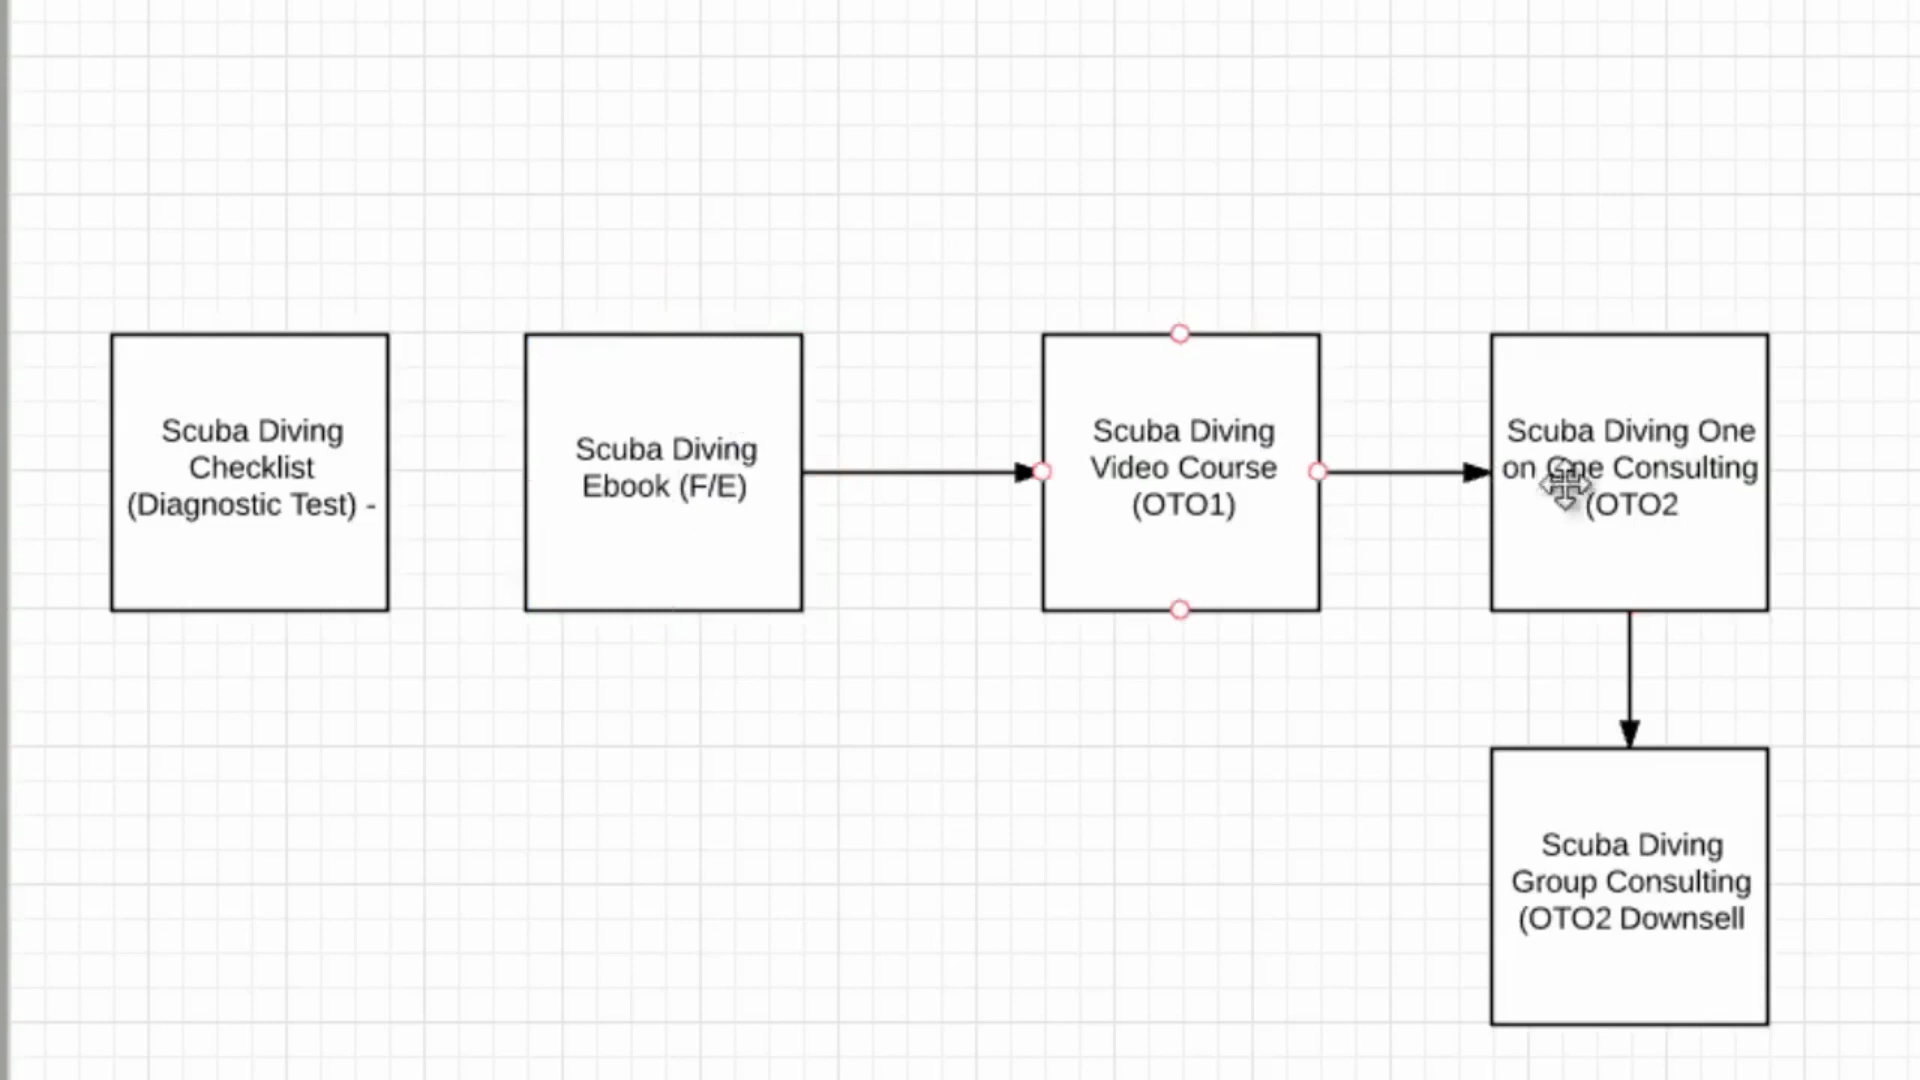 Scuba Diving
Checklist
(Diagnostic Test) -
Scuba Diving
Ebook (F/E)
Scuba Diving
Video Course
(OTO1)
Scuba Diving One
on One Consulting
(OTO2
Scuba Diving
Group Consulting
(OTO2 Downsell